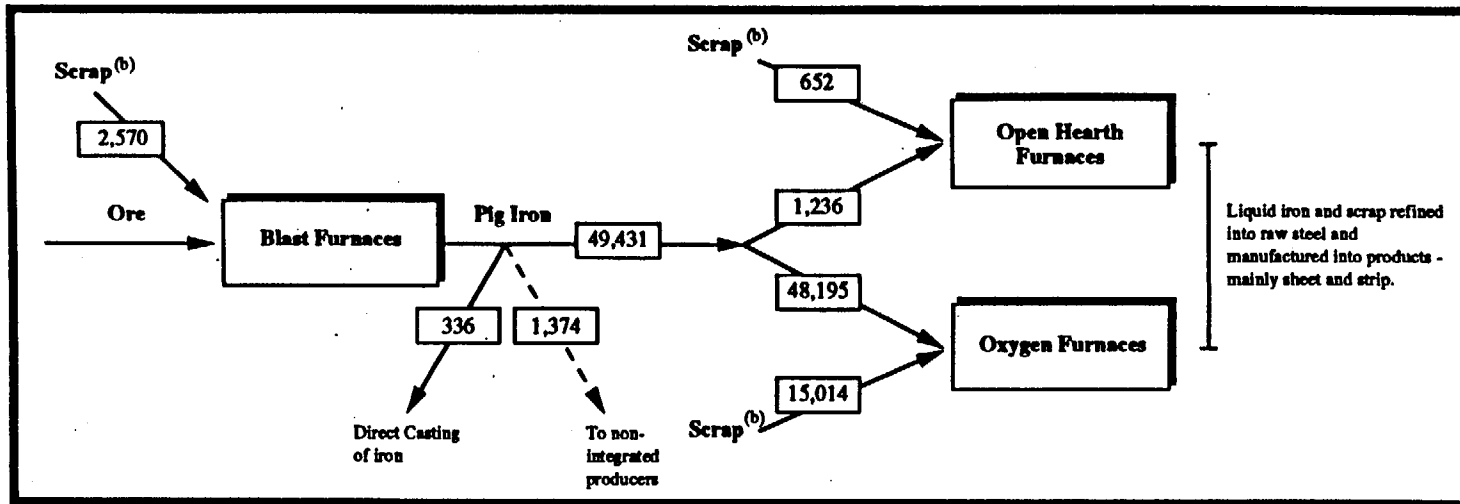 Scrap(b)
2,570
Ore
Blast Furnaces
Pig Iron
49,431
336
1,374
Direct Casting
of iron
To non-
integrated
producers
Scrap(b)
652
1,236
48,195
15,014
Scrap(b)
Open Hearth
Furnaces
Oxygen Furnaces
Liquid iron and scrap refined
into raw steel and
manufactured into products -
mainly sheet and strip.